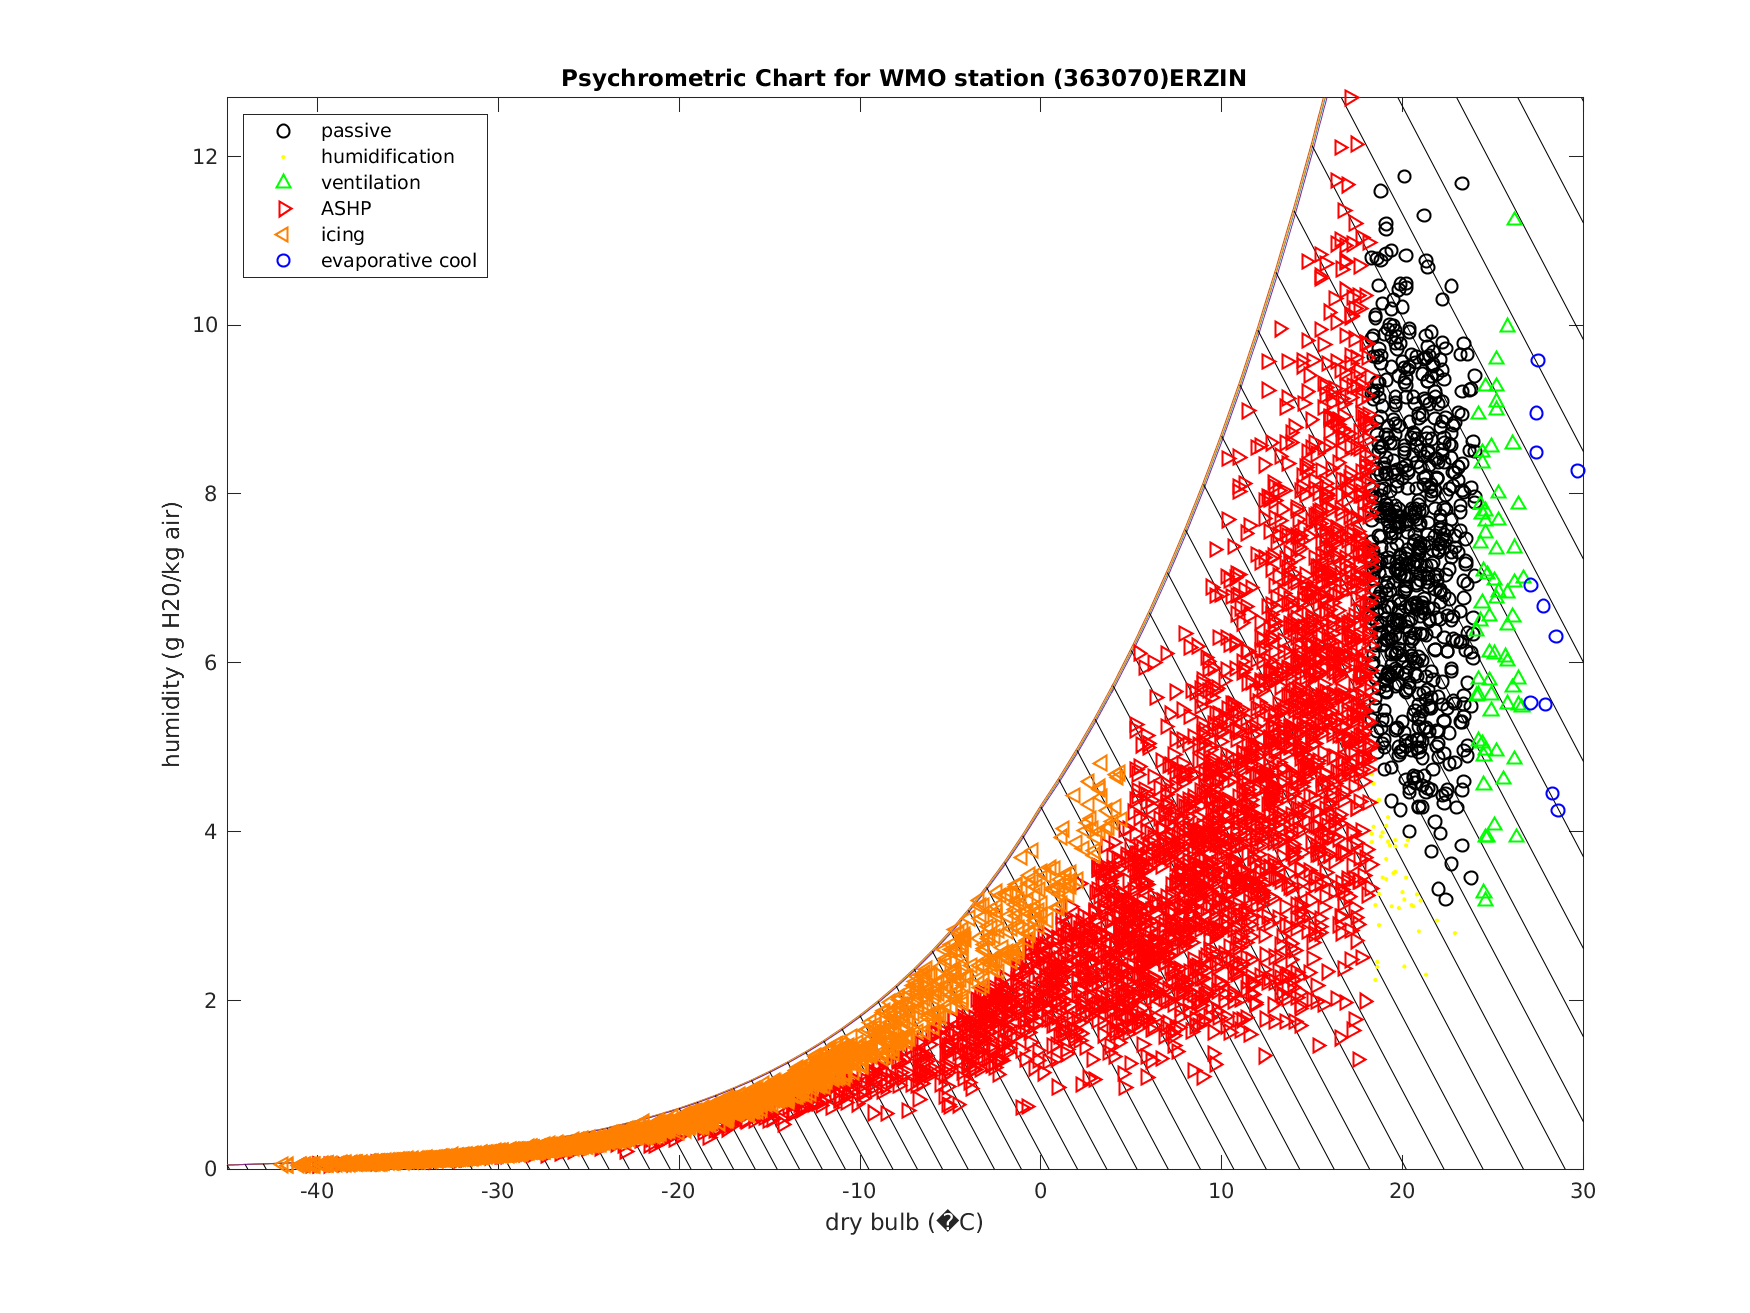 Psychrometric Chart for WMO station (363070)ERZIN
passive
humidification
ventilation
ASHP
icing
evaporative cool
humidity (g H20/kg air)
12
10
8
6
4
2
0
-40 -30 -20 -10 0 10 20 30
dry bulb (�C)